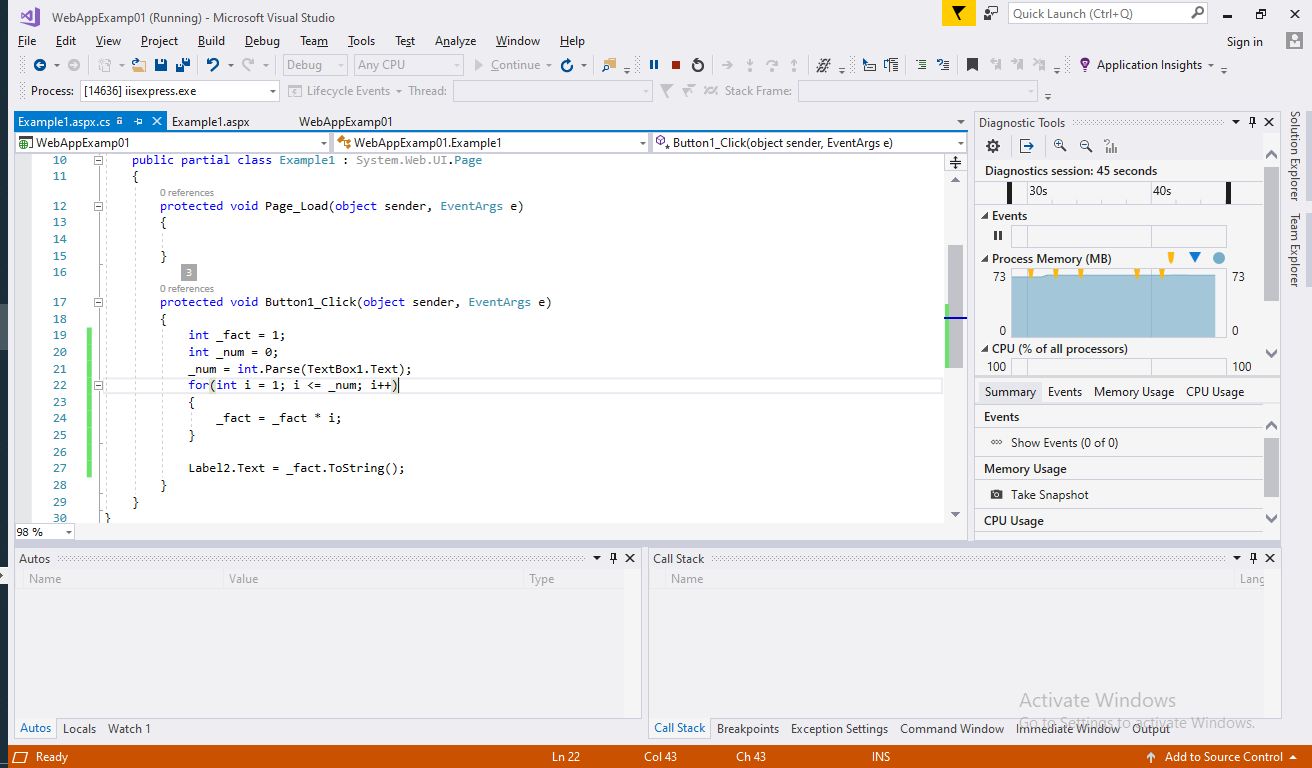 WebAppExamp01 (Running) - Microsoft Visual Studio
Quick Launch (Ctrl+Q)
File Edit View Project Build Debug Team Tools Test Analyze Window Help
Sign in
Debug Any CPU Continue Application Insights
Process: [14636] iisexpress.exe Lifecycle Events Thread: Stack Frame:
Example1.aspx.cs Example1.aspx WebAppExamp01
WebAppExamp01 WebAppExamp01.Example1 Button1_Click(object sender, EventArgs e)
10 public partial class Example1 : System.Web.UI.Page
11 {
0 references
12 protected void Page_Load(object sender, EventArgs e)
13 {
14
15 }
16 3
0 references
17 protected void Button1_Click(object sender, EventArgs e)
18 {
19 int _fact = 1;
20 int _num = 0;
21 _num = int.Parse(TextBox1.Text);
22 for(int i = 1; i <= _num; i++)
23 {
24 _fact = _fact * i;
25 }
26
27 Label2.Text = _fact.ToString();
28 }
29 }
30 }
98 %
Diagnostic Tools
Diagnostics session: 45 seconds
30s 40s
Events
Process Memory (MB)
73 73
0 0
CPU (% of all processors)
100 100
Summary Events Memory Usage CPU Usage
Events
Show Events (0 of 0)
Memory Usage
Take Snapshot
CPU Usage
Solution Explorer
Team Explorer
Autos
Name Value Type
Autos Locals Watch 1
Call Stack
Name Lang
Call Stack Breakpoints Exception Settings Command Window Immediate Window Output
Activate Windows
Go to Settings to activate Windows.
Ready Ln 22 Col 43 Ch 43 INS Add to Source Control